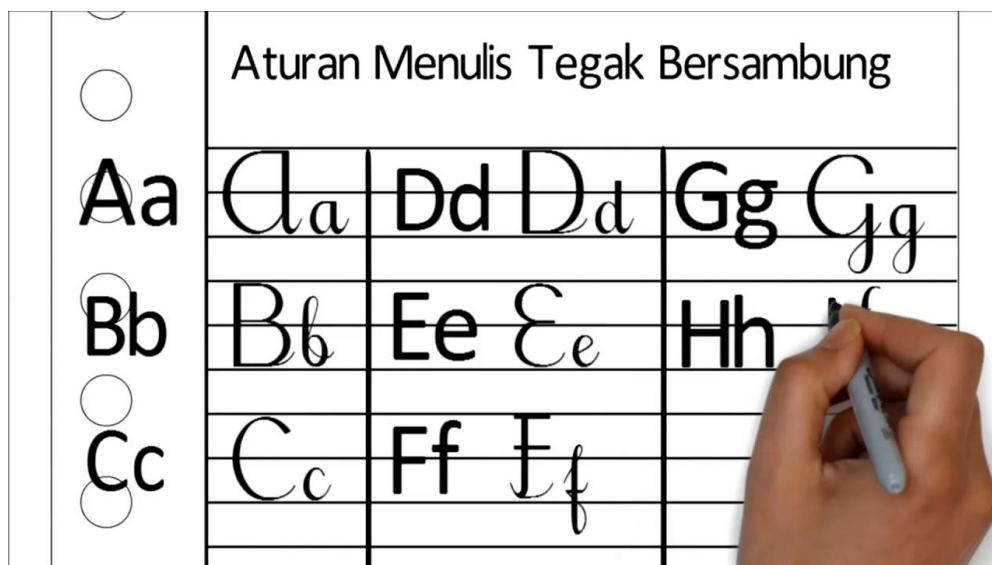 Aturan Menulis Tegak Bersambung
Aa Aa Dd Dd Gg Gg
Bb Bb Ee Ee Hh
Cc Cc Ff Ff